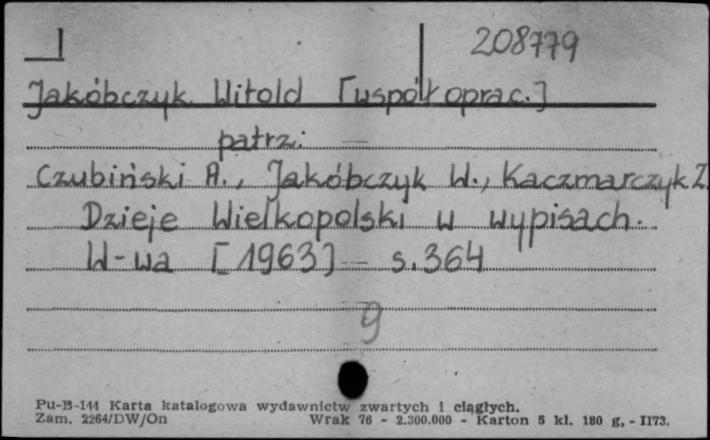 208779
Jakóbczyk Witold [współoprac.]
patrz:
Czubiński A., Jakóbczyk W., Kaczmarczyk Z.
Dzieje Wielkopolski w wypisach.
W-wa [1963] s. 364
9
Pu-B-144 Karta katalogowa wydawnictw zwartych i ciągłych.
Zam. 2264/DW/On Wrak 76 - 2.300.000 - Karton 5 kl. 180 g, - II73.